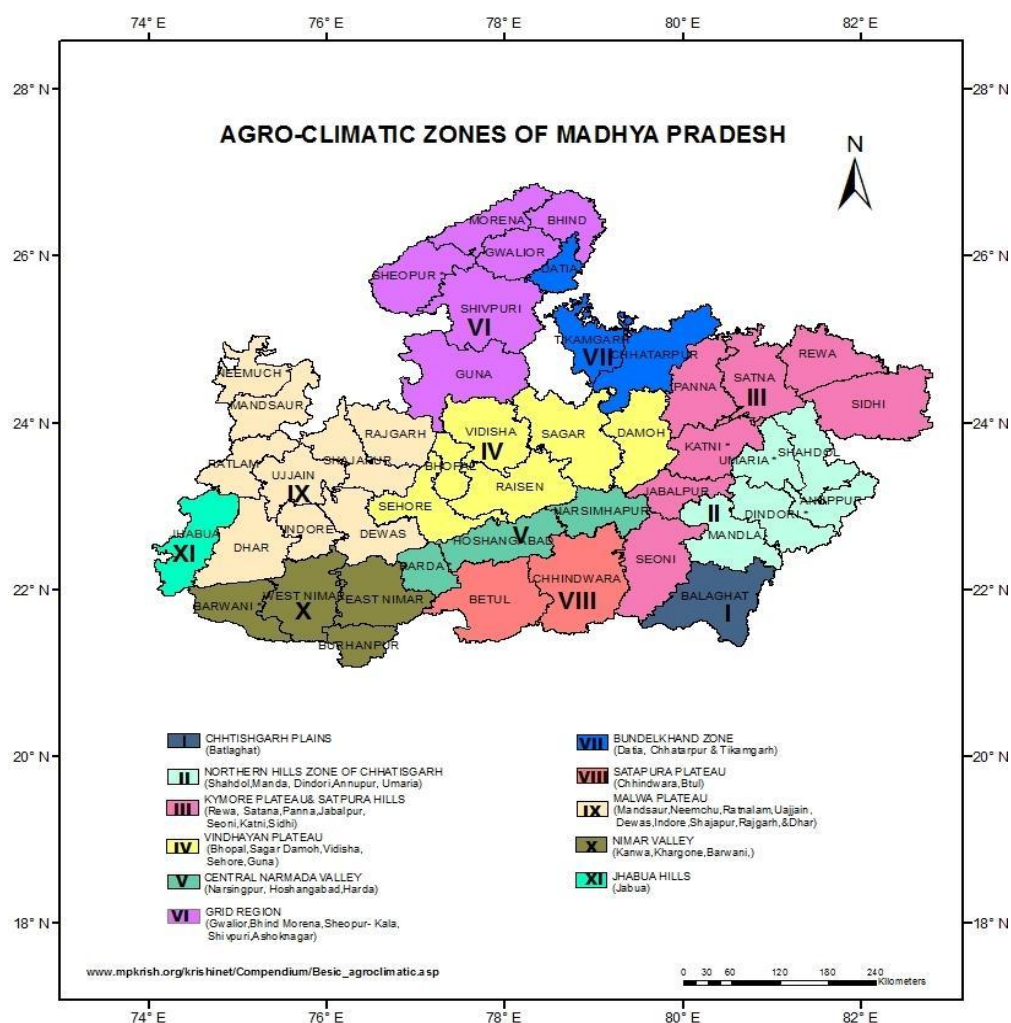 74° E 76° E 78° E 80° E 82° E
28° N 28° N
AGRO-CLIMATIC ZONES OF MADHYA PRADESH
N
MORENA BHIND
26° N 26° N
GWALIOR
SHEOPUR DATIA
SHIVPURI
VI
TIKAMGARH
VII CHHATARPUR
REWA
NEEMUCH * GUNA PANNA SATNA
III
MANDSAUR SIDHI
24° N 24° N
RAJGARH VIDISHA SAGAR DAMOH
IV
KATNI *
RATLAM SHAJAPUR BHOPAL UMARIA * SHAHDOL
UJJAIN
IX RAISEN JABALPUR
SEHORE NARSIMHAPUR II DINDORI * ANUPPUR
JHABUA INDORE DEWAS HOSHANGABAD V MANDLA
XI DHAR
HARDA CHHINDWARA SEONI
22° N 22° N
BARWANI * WEST NIMAR EAST NIMAR BETUL VIII BALAGHAT
X I
BURHANPUR
20° N 20° N
I CHHTISHGARH PLAINS
(Batlaghat)
II NORTHERN HILLS ZONE OF CHHATISGARH
(Shahdol,Manda, Dindori,Annupur, Umaria)
III KYMORE PLATEAU& SATPURA HILLS
(Rewa, Satana,Panna,Jabalpur,
Seoni,Katni,Sidhi)
IV VINDHAYAN PLATEAU
(Bhopal,Sagar Damoh,Vidisha,
Sehore,Guna)
V CENTRAL NARMADA VALLEY
(Narsingpur, Hoshangabad,Harda)
VI GRID REGION
(Gwalior,Bhind Morena,Sheopur- Kala,
Shivpuri,Ashoknagar)
VII BUNDELKHAND ZONE
(Datia, Chhatarpur & Tikamgarh)
VIII SATAPURA PLATEAU
(Chhindwara,Btul)
IX MALWA PLATEAU
(Mandsaur,Neemchu,Ratnalam,Uajjain,
Dewas,Indore,Shajapur,Rajgarh,&Dhar)
X NIMAR VALLEY
(Kanwa,Khargone,Barwani,)
XI JHABUA HILLS
(Jabua)
18° N 18° N
www.mpkrish.org/krishinet/Compendium/Besic_agroclimatic.asp
0 30 60 120 180 240
Kilometers
74° E 76° E 78° E 80° E 82° E